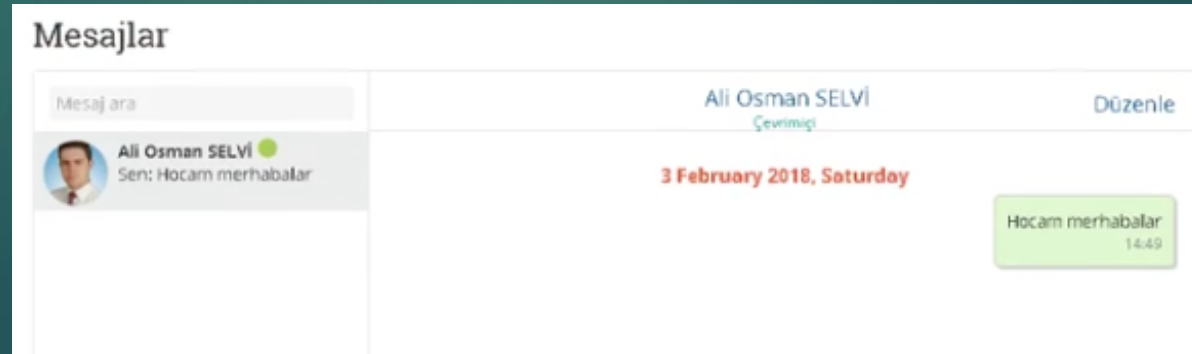 Mesajlar
Mesaj ara
Ali Osman SELVİ
Sen: Hocam merhabalar
Ali Osman SELVİ
Çevrimiçi
Düzenle
3 February 2018, Saturday
Hocam merhabalar
14:49